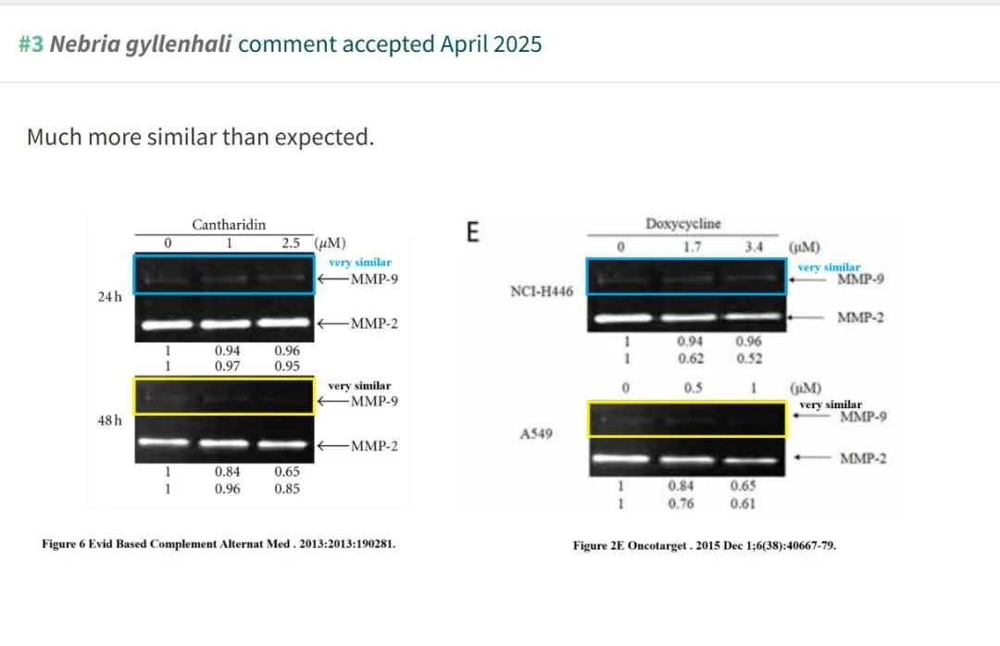 #3 Nebria gyllenhali comment accepted April 2025
Much more similar than expected.
Cantharidin
0 1 2.5 (μM)
very similar
MMP-9
24 h
MMP-2
1 0.94 0.96
1 0.97 0.95
very similar
MMP-9
48 h
MMP-2
1 0.84 0.65
1 0.96 0.85
Figure 6 Evid Based Complement Alternat Med . 2013:2013:190281.
E
Doxycycline
0 1.7 3.4 (μM)
very similar
MMP-9
NCI-H446
MMP-2
1 0.94 0.96
1 0.62 0.52
0 0.5 1 (μM)
very similar
MMP-9
A549
MMP-2
1 0.84 0.65
1 0.76 0.61
Figure 2E Oncotarget . 2015 Dec 1;6(38):40667-79.